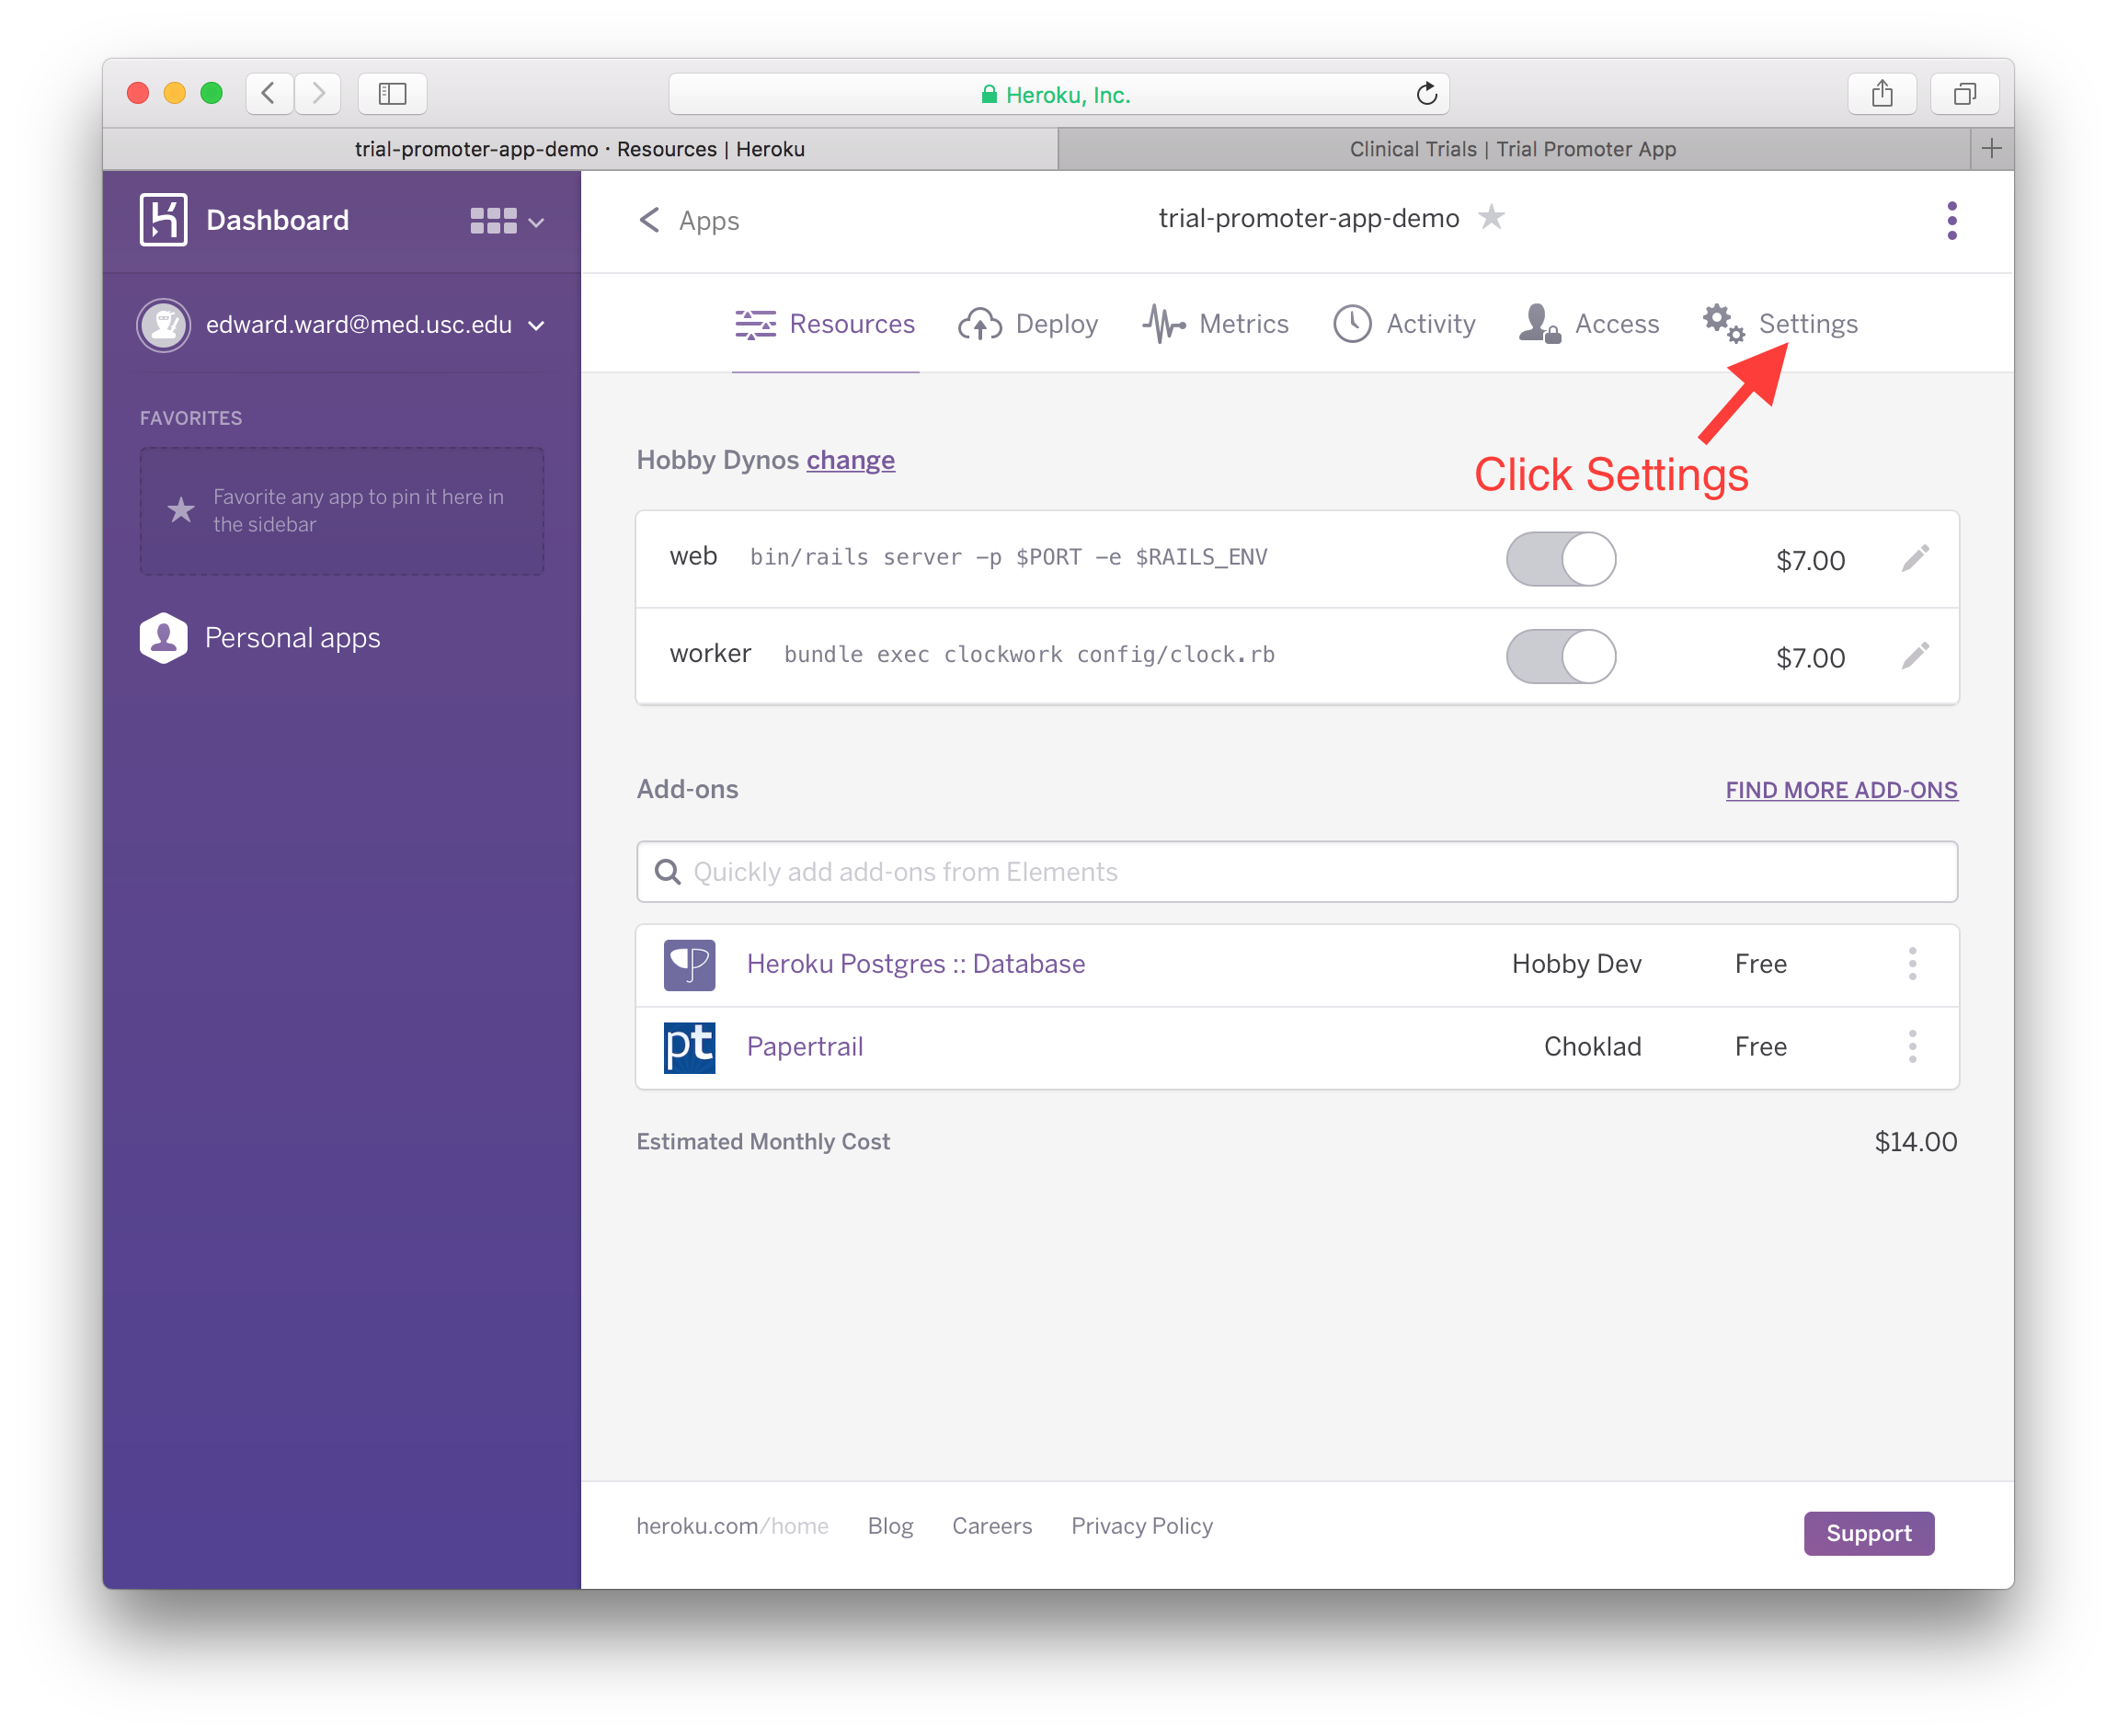 Heroku, Inc.
trial-promoter-app-demo · Resources | Heroku
Clinical Trials | Trial Promoter App
Dashboard
Apps
trial-promoter-app-demo
edward.ward@med.usc.edu
Resources
Deploy
Metrics
Activity
Access
Settings
FAVORITES
Favorite any app to pin it here in
the sidebar
Personal apps
Hobby Dynos change
Click Settings
web bin/rails server -p $PORT -e $RAILS_ENV $7.00
worker bundle exec clockwork config/clock.rb $7.00
Add-ons
FIND MORE ADD-ONS
Quickly add add-ons from Elements
Heroku Postgres :: Database Hobby Dev Free
pt Papertrail Choklad Free
Estimated Monthly Cost $14.00
heroku.com/home Blog Careers Privacy Policy
Support